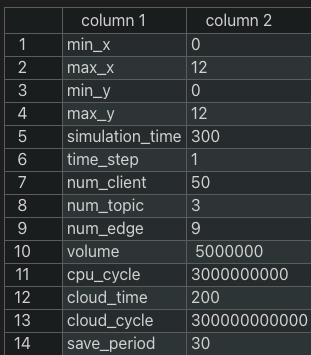 column 1 column 2
1 min_x 0
2 max_x 12
3 min_y 0
4 max_y 12
5 simulation_time 300
6 time_step 1
7 num_client 50
8 num_topic 3
9 num_edge 9
10 volume 5000000
11 cpu_cycle 3000000000
12 cloud_time 200
13 cloud_cycle 300000000000
14 save_period 30